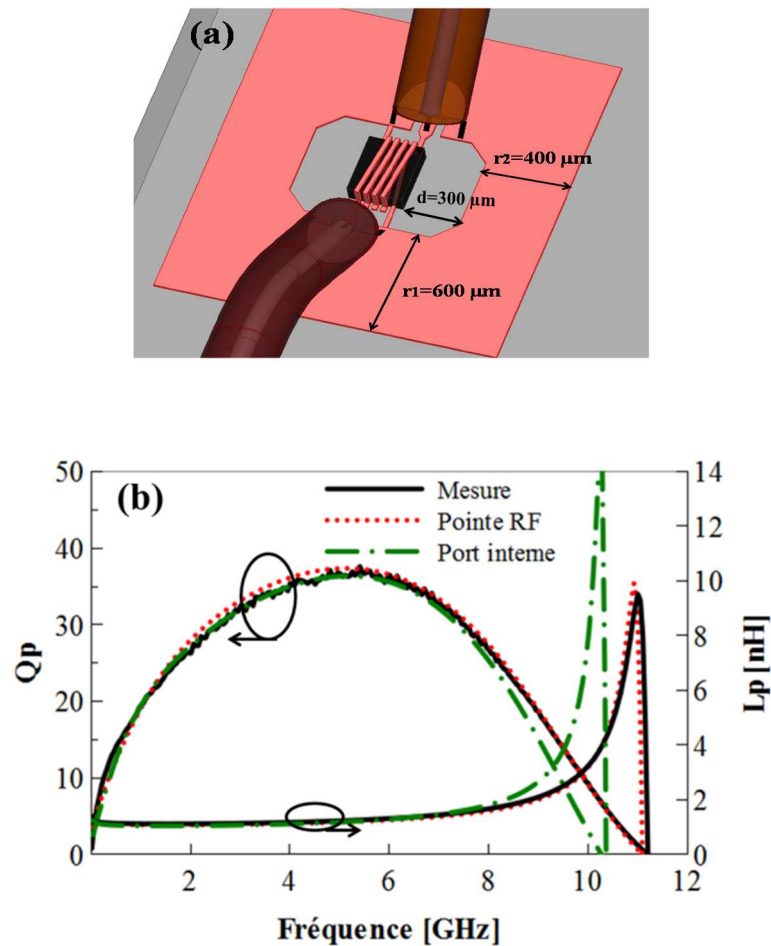 (a)
r2=400 µm
d=300 µm
r1=600 µm
(b)
Mesure
Pointe RF
Port interne
50
40
30
20
10
0
Qp
14
12
10
8
6
4
2
0
Lp [nH]
2
4
6
8
10
12
Fréquence [GHz]